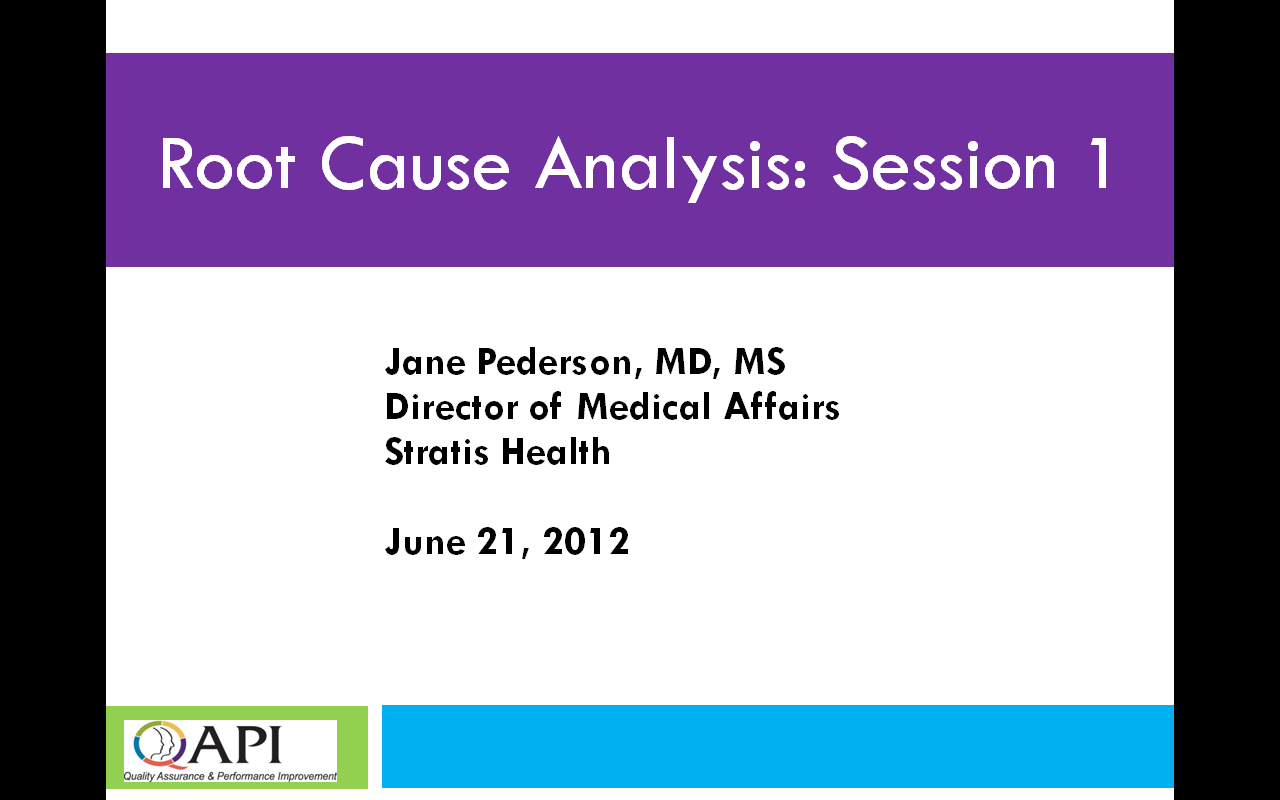 Root Cause Analysis: Session 1
Jane Pederson, MD, MS
Director of Medical Affairs
Stratis Health
June 21, 2012
QAPI
Quality Assurance & Performance Improvement